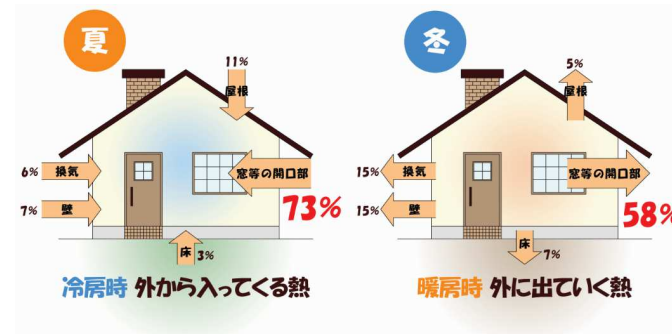 夏
11%
屋根
6% 換気
窓等の開口部
73%
7% 壁
床 3%
冷房時 外から入ってくる熱
冬
5%
屋根
15% 換気
窓等の開口部
58%
15% 壁
床 7%
暖房時 外に出ていく熱